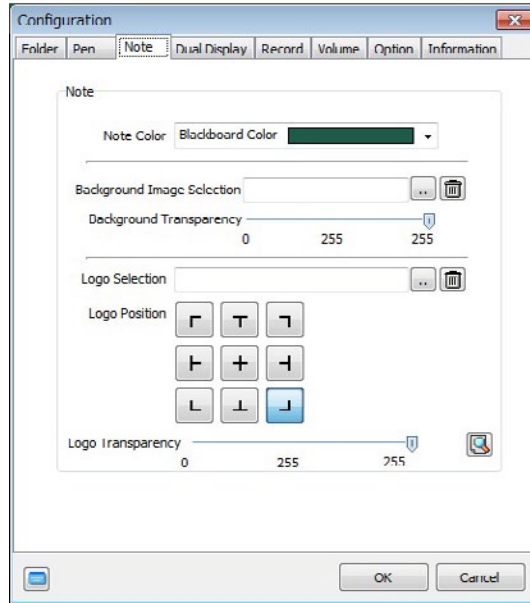 Configuration
Folder Pen Note Dual Display Record Volume Option Information
Note
Note Color Blackboard Color
Background Image Selection ..
Background Transparency
0 255 255
Logo Selection ..
Logo Position
Logo Transparency
0 255 255
OK Cancel